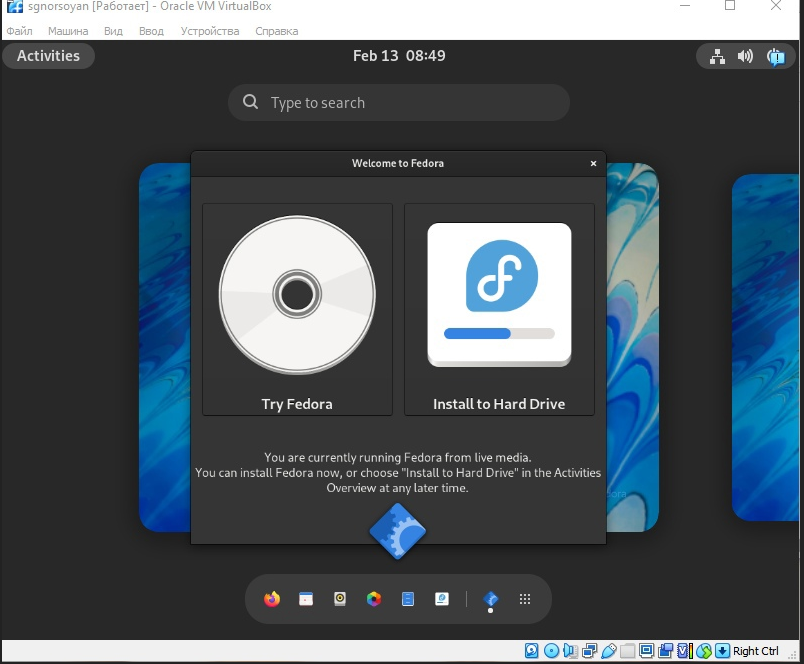 sgnorsoyan [Работает] - Oracle VM VirtualBox
Файл Машина Вид Ввод Устройства Справка
Activities
Feb 13 08:49
Type to search
Welcome to Fedora
Try Fedora
Install to Hard Drive
You are currently running Fedora from live media.
You can install Fedora now, or choose "Install to Hard Drive" in the Activities
Overview at any later time.
Right Ctrl